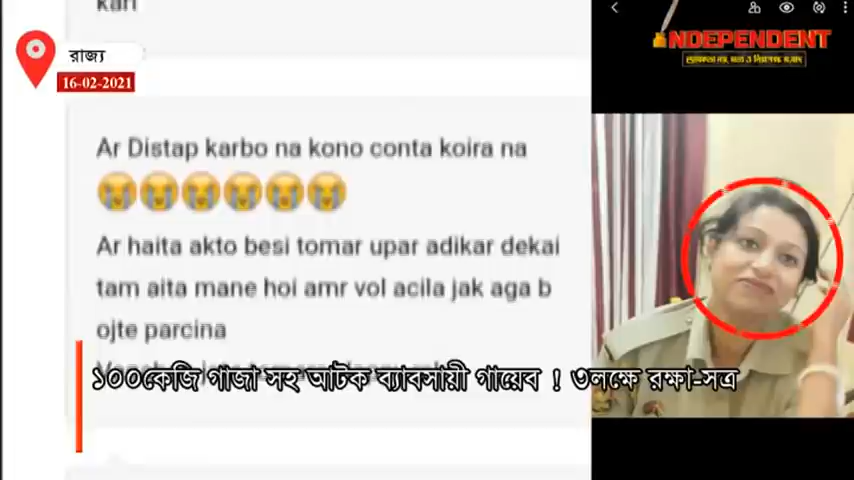 kari
রাজ্য
16-02-2021
INDEPENDENT
Ar Distap karbo na kono conta koira na
😭😭😭😭😭😭
Ar haita akto besi tomar upar adikar dekai
tam aita mane hoi amr vol acila jak aga b
ojte parcina
১০০কেজি গাজা সহ আটক ব্যাবসায়ী গায়েব ! ৩লক্ষে রক্ষা-সত্র